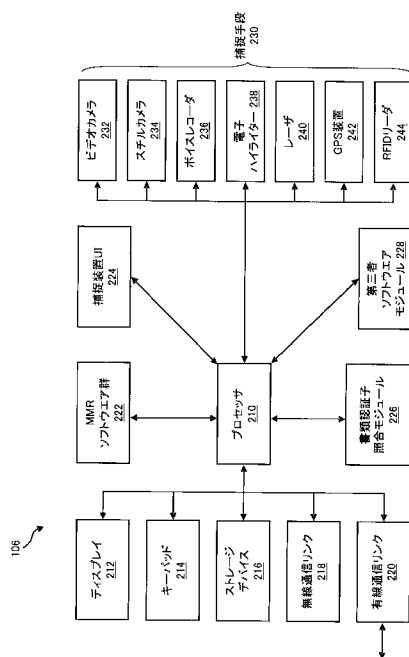 106
ディスプレイ
212
キーパッド
214
ストレージ
デバイス
216
無線通信リンク
218
有線通信リンク
220
MMR
ソフトウエア群
222
プロセッサ
210
書類認証子
照合モジュール
226
捕捉装置UI
224
第三者
ソフトウエア
モジュール 228
ビデオカメラ
232
スチルカメラ
234
ボイスレコーダ
236
電子
ハイライター 238
レーザ
240
GPS装置
242
RFIDリーダ
244
捕捉手段
230